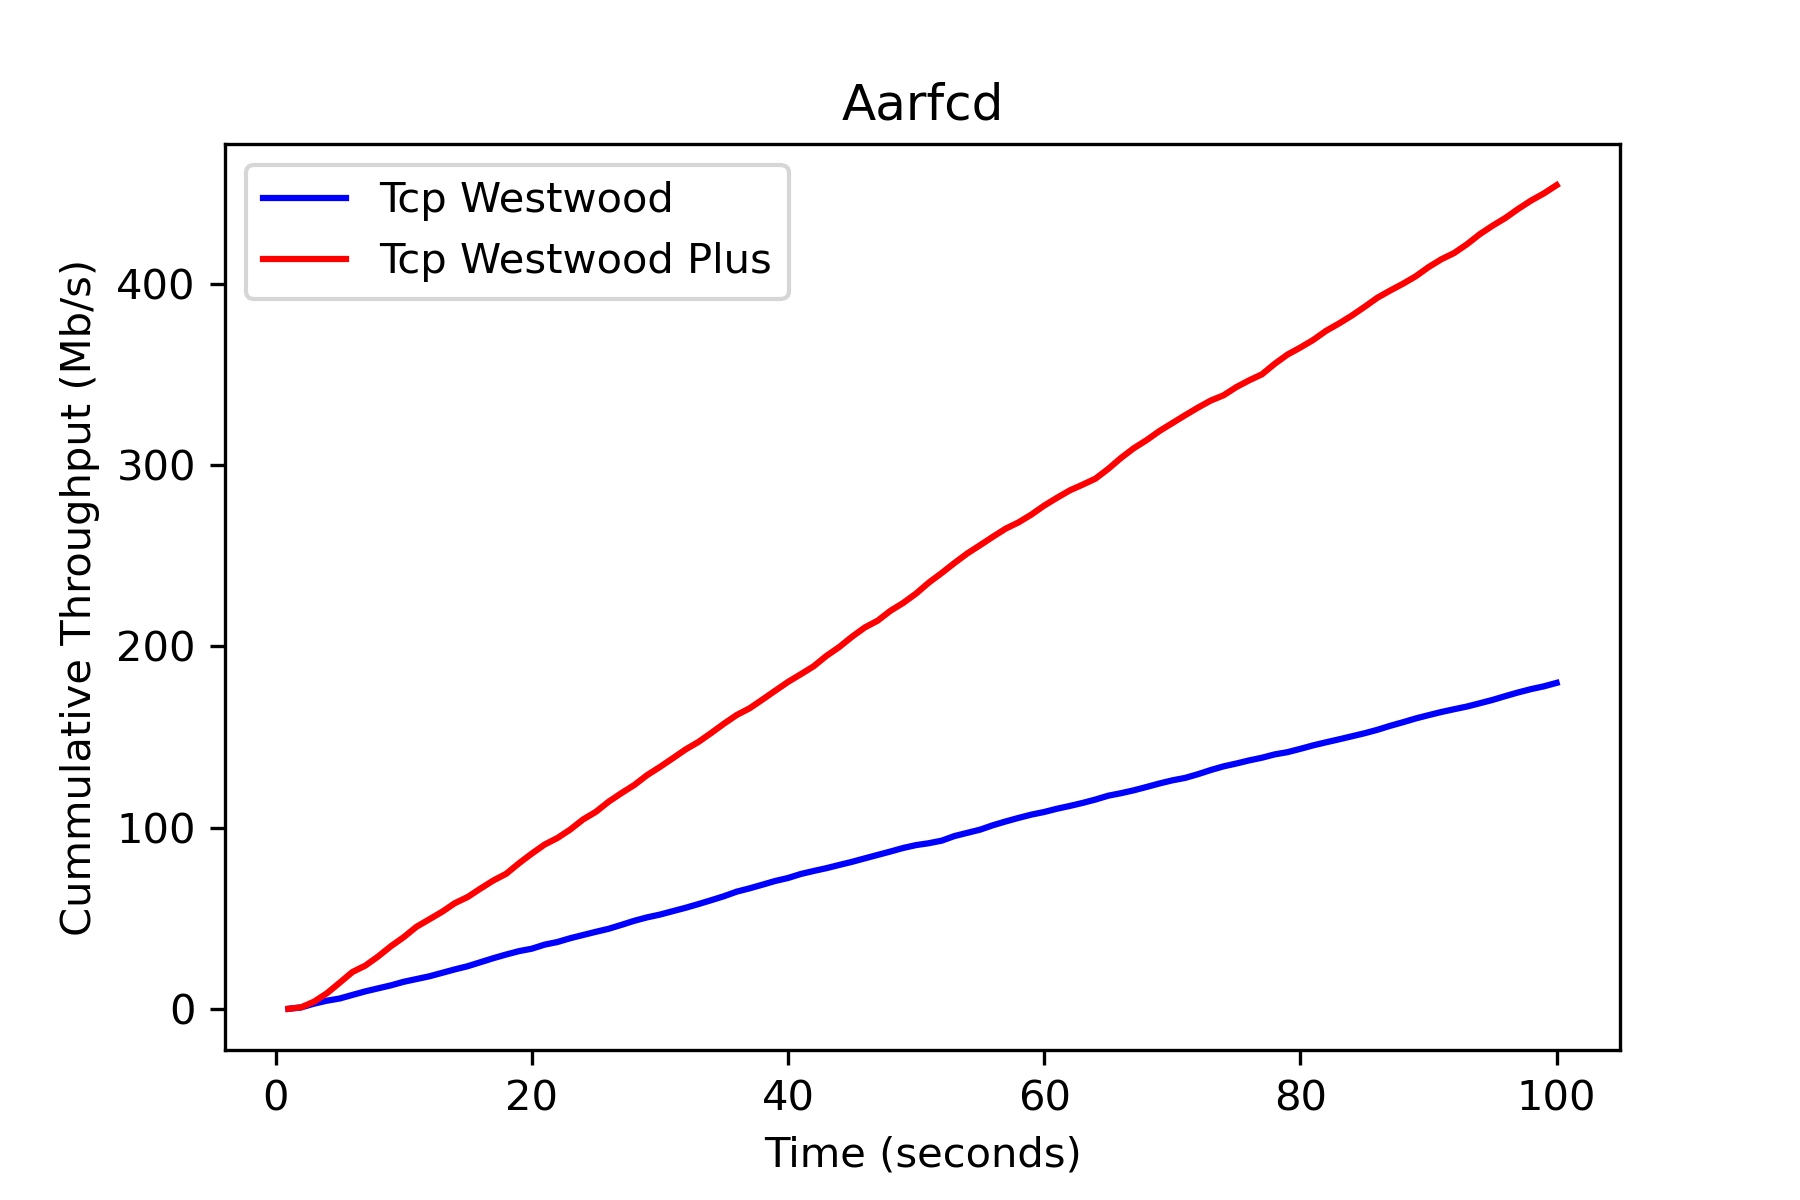 Aarfcd
Tcp Westwood
Tcp Westwood Plus
Cummulative Throughput (Mb/s)
400
300
200
100
0
0 20 40 60 80 100
Time (seconds)